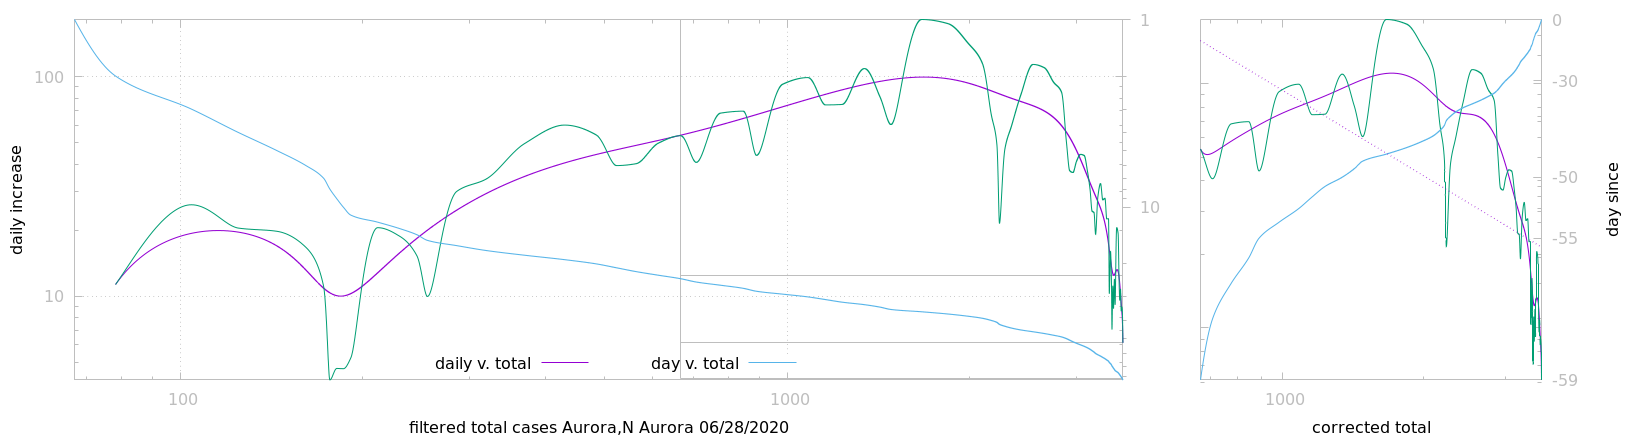 daily increase
100
10
daily v. total
day v. total
100
1000
1
10
filtered total cases Aurora,N Aurora 06/28/2020
0
-30
-50
-55
-59
day since
1000
corrected total